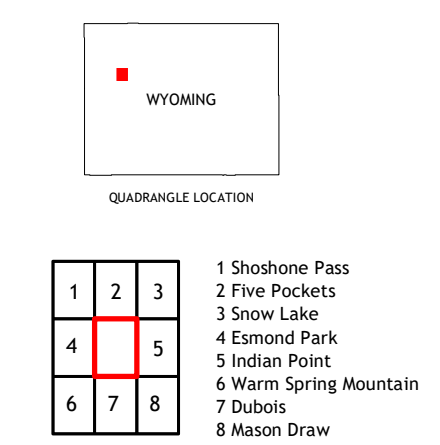 WYOMING
QUADRANGLE LOCATION
1 2 3
4 5
6 7 8
1 Shoshone Pass
2 Five Pockets
3 Snow Lake
4 Esmond Park
5 Indian Point
6 Warm Spring Mountain
7 Dubois
8 Mason Draw